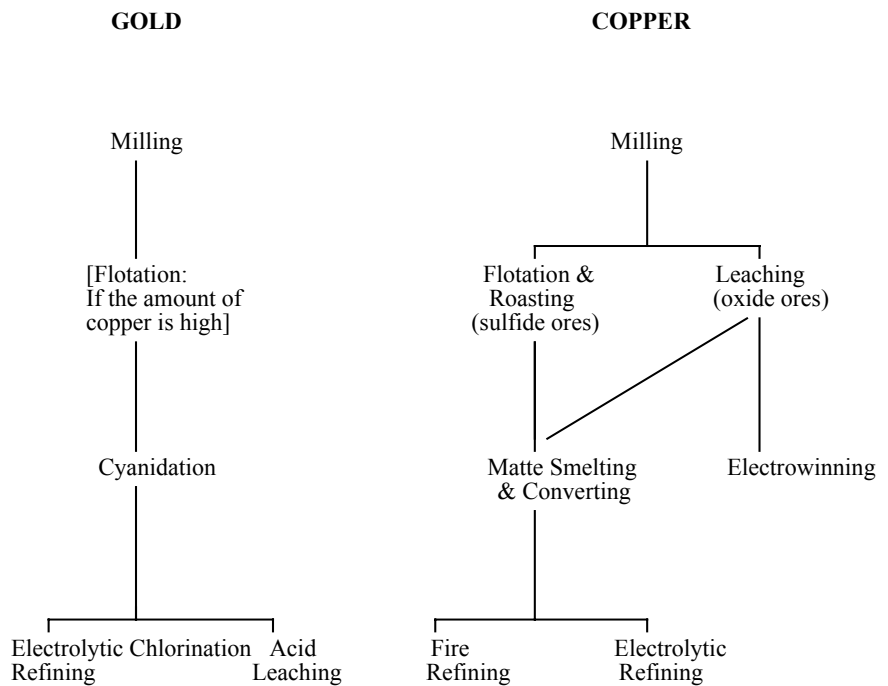 GOLD
Milling
[Flotation:
If the amount of
copper is high]
Cyanidation
Electrolytic Chlorination Acid
Refining Leaching
COPPER
Milling
Flotation &
Roasting
(sulfide ores)
Leaching
(oxide ores)
Matte Smelting
& Converting
Electrowinning
Fire
Refining
Electrolytic
Refining